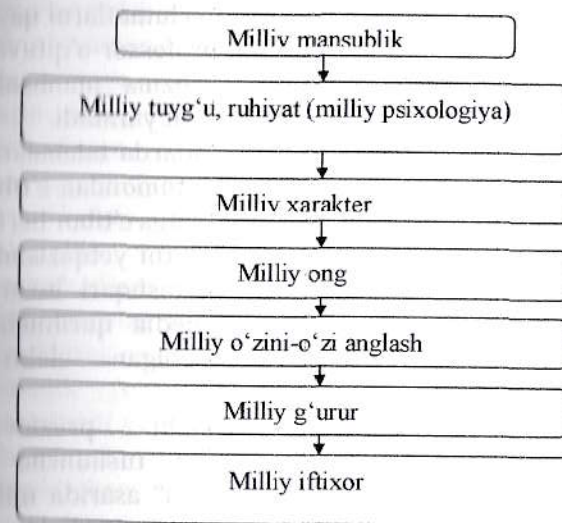 Milliy mansublik
Milliy tuyg‘u, ruhiyat (milliy psixologiya)
Milliy xarakter
Milliy ong
Milliy o‘zini-o‘zi anglash
Milliy g‘urur
Milliy iftixor